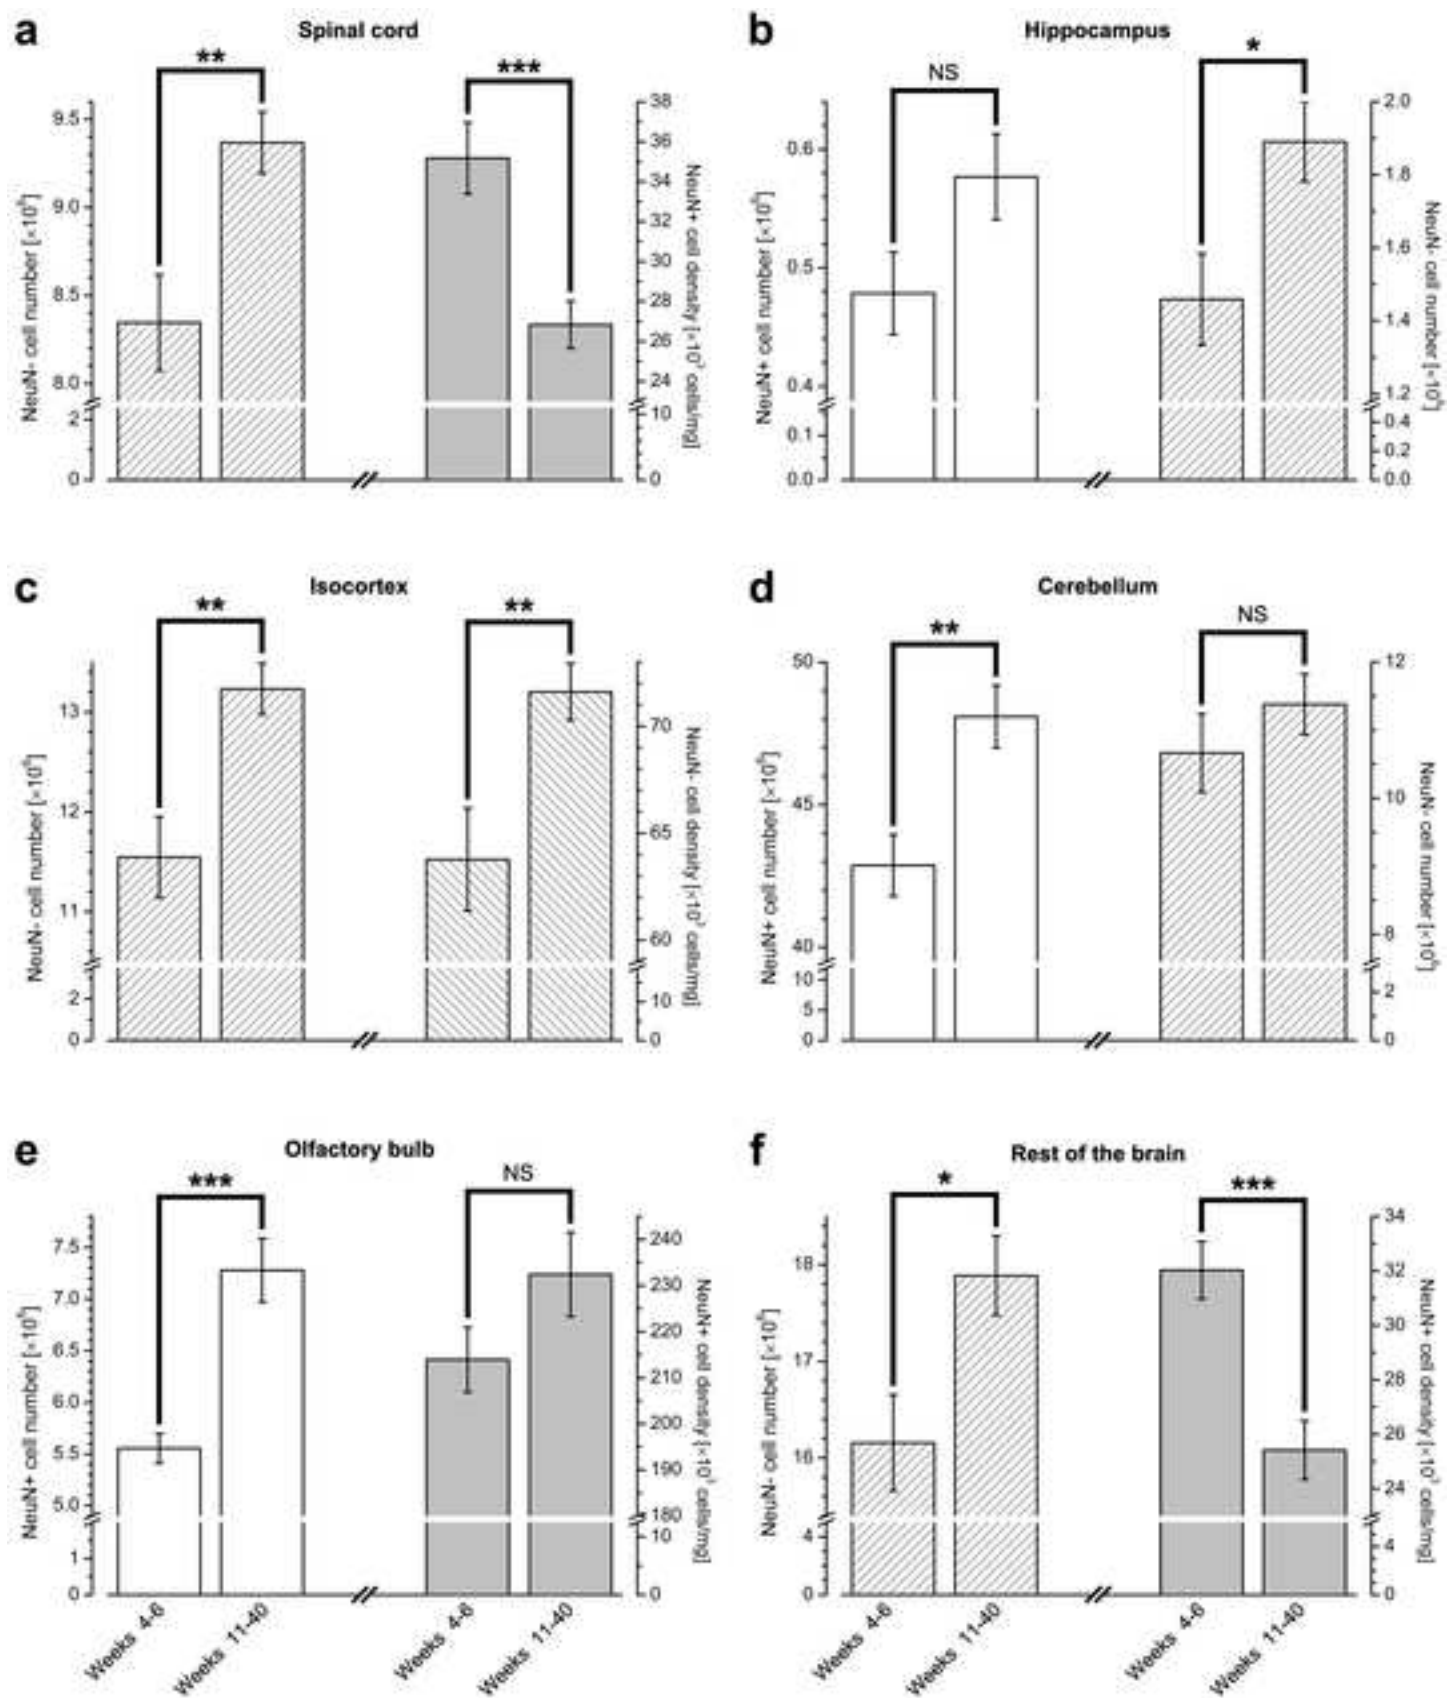 a
Spinal cord
**
***
9.5
9.0
8.5
8.0
2
0
NeuN- cell number [×10⁶]
38
36
34
32
30
28
26
24
10
0
NeuN+ cell density [×10³ cells/mg]
b
Hippocampus
NS
*
0.6
0.5
0.4
0.1
0.0
NeuN+ cell number [×10⁶]
2.0
1.8
1.6
1.4
1.2
0.4
0.2
0.0
NeuN- cell number [×10⁶]
c
Isocortex
**
**
13
12
11
2
0
NeuN- cell number [×10⁶]
70
65
60
10
0
NeuN- cell density [×10³ cells/mg]
d
Cerebellum
**
NS
50
45
40
10
5
0
NeuN+ cell number [×10⁶]
12
10
8
2
0
NeuN- cell number [×10⁶]
e
Olfactory bulb
***
NS
7.5
7.0
6.5
6.0
5.5
5.0
1
0
NeuN+ cell number [×10⁶]
240
230
220
210
200
190
180
10
0
NeuN+ cell density [×10³ cells/mg]
Weeks 4-6
Weeks 11-40
Weeks 4-6
Weeks 11-40
f
Rest of the brain
*
***
18
17
16
4
0
NeuN- cell number [×10⁶]
34
32
30
28
26
24
4
0
NeuN+ cell density [×10³ cells/mg]
Weeks 4-6
Weeks 11-40
Weeks 4-6
Weeks 11-40